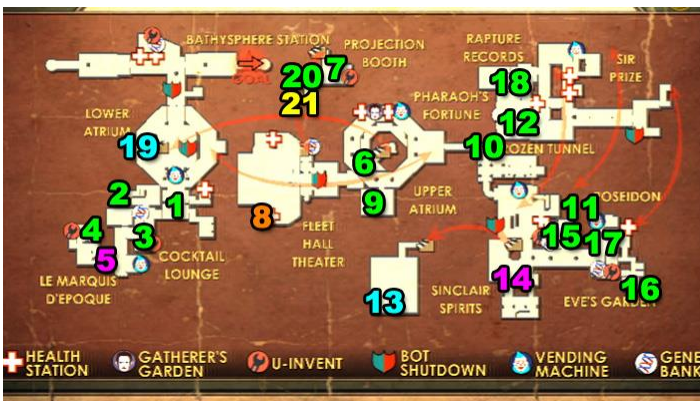 BATHYSPHERE STATION
GOAL
PROJECTION
BOOTH
20 7
21
RAPTURE
RECORDS
18
SIR
PRIZE
PHARAOH'S
FORTUNE
12
LOWER
ATRIUM
19
6
10
FROZEN TUNNEL
2
1
9
UPPER
ATRIUM
8
FLEET
HALL
THEATER
POSEIDON
11
15 17
4
3
5
COCKTAIL
LOUNGE
LE MARQUIS
D'EPOQUE
13
SINCLAIR
SPIRITS
14
EVE'S GARDEN
16
HEALTH
STATION
GATHERER'S
GARDEN
U-INVENT
BOT
SHUTDOWN
VENDING
MACHINE
GENE
BANK